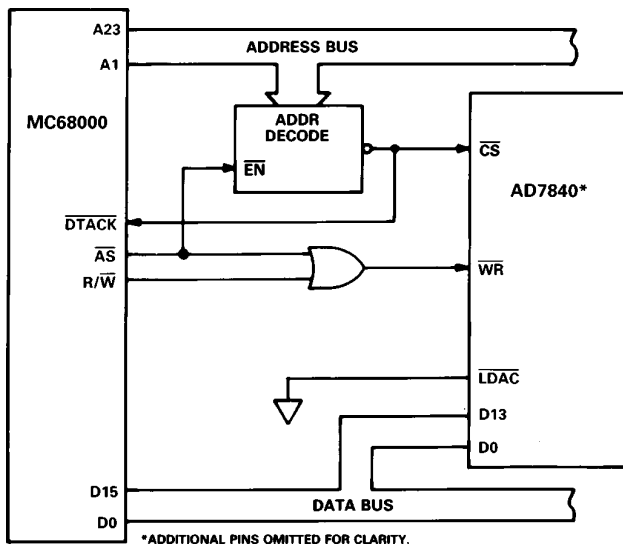 A23
ADDRESS BUS
A1
MC68000
ADDR
DECODE
EN
CS
AD7840*
DTACK
AS
R/W
WR
LDAC
D13
D0
D15
DATA BUS
D0
*ADDITIONAL PINS OMITTED FOR CLARITY.